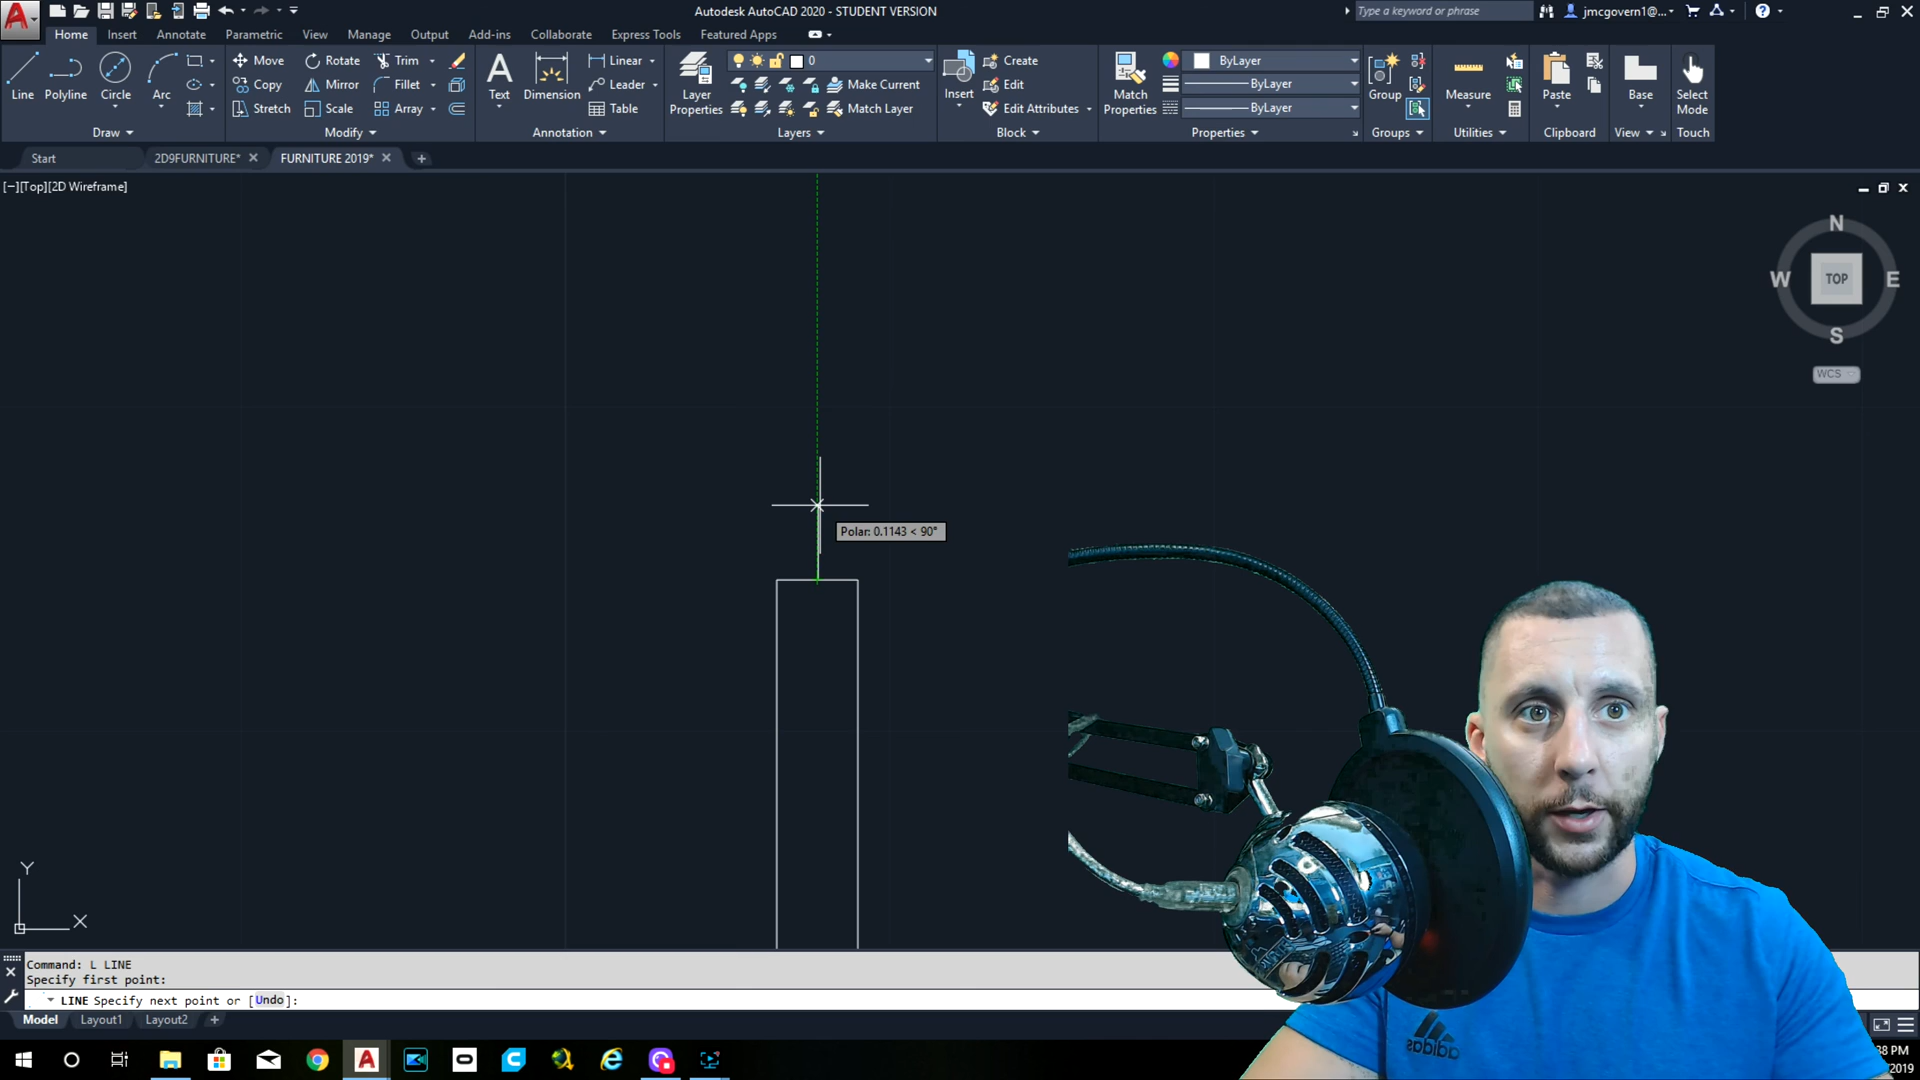 Autodesk AutoCAD 2020 - STUDENT VERSION
Type a keyword or phrase
jmcgovern1@...
Home Insert Annotate Parametric View Manage Output Add-ins Collaborate Express Tools Featured Apps
Line Polyline Circle Arc
Move Rotate Trim
Copy Mirror Fillet
Stretch Scale Array
Text Dimension
Linear
Leader
Table
Layer Properties
0
Make Current
Match Layer
Insert
Create
Edit
Edit Attributes
Match Properties
ByLayer
ByLayer
ByLayer
Group Measure Paste Base Select Mode
Draw Modify Annotation Layers Block Properties Groups Utilities Clipboard View Touch
Start 2D9FURNITURE* FURNITURE 2019*
[−][Top][2D Wireframe]
N
W TOP E
S
WCS
Polar: 0.1143 < 90°
Y
X
adidas
Command: L LINE
Specify first point:
LINE Specify next point or [Undo]:
Model Layout1 Layout2
38 PM
2019